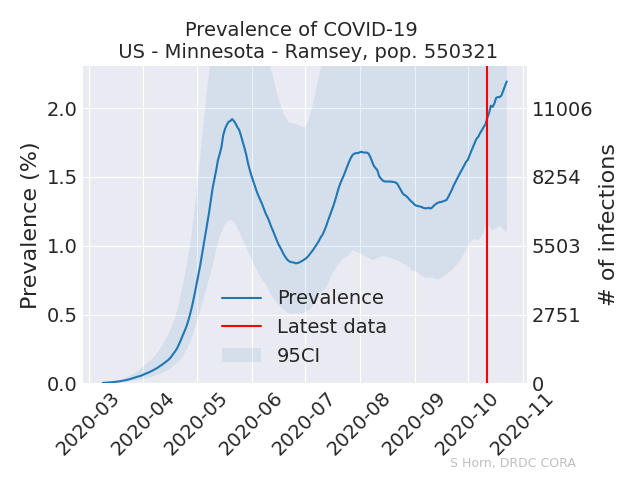 Prevalence of COVID-19
US - Minnesota - Ramsey, pop. 550321
Prevalence (%)
2.0
1.5
1.0
0.5
0.0
11006
8254
5503
2751
0
# of infections
Prevalence
Latest data
95CI
2020-03
2020-04
2020-05
2020-06
2020-07
2020-08
2020-09
2020-10
2020-11
S Horn, DRDC CORA